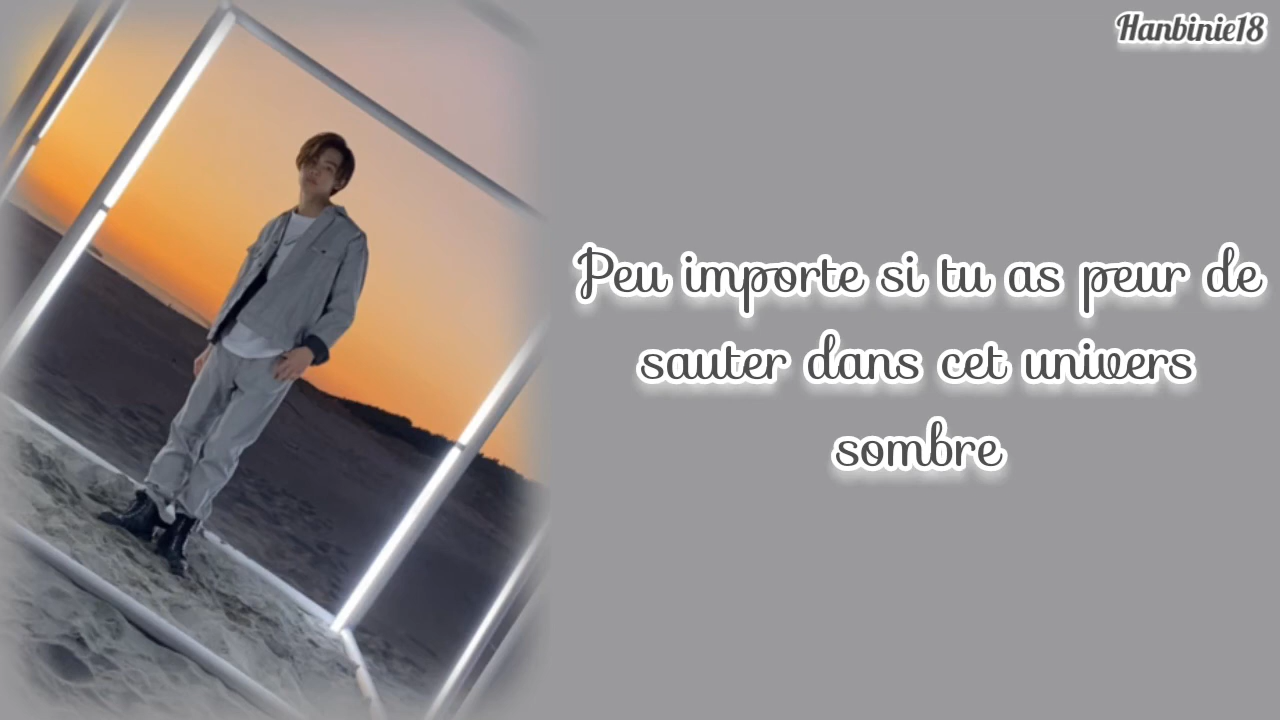 Hanbinie18
Peu importe si tu as peur de
sauter dans cet univers
sombre